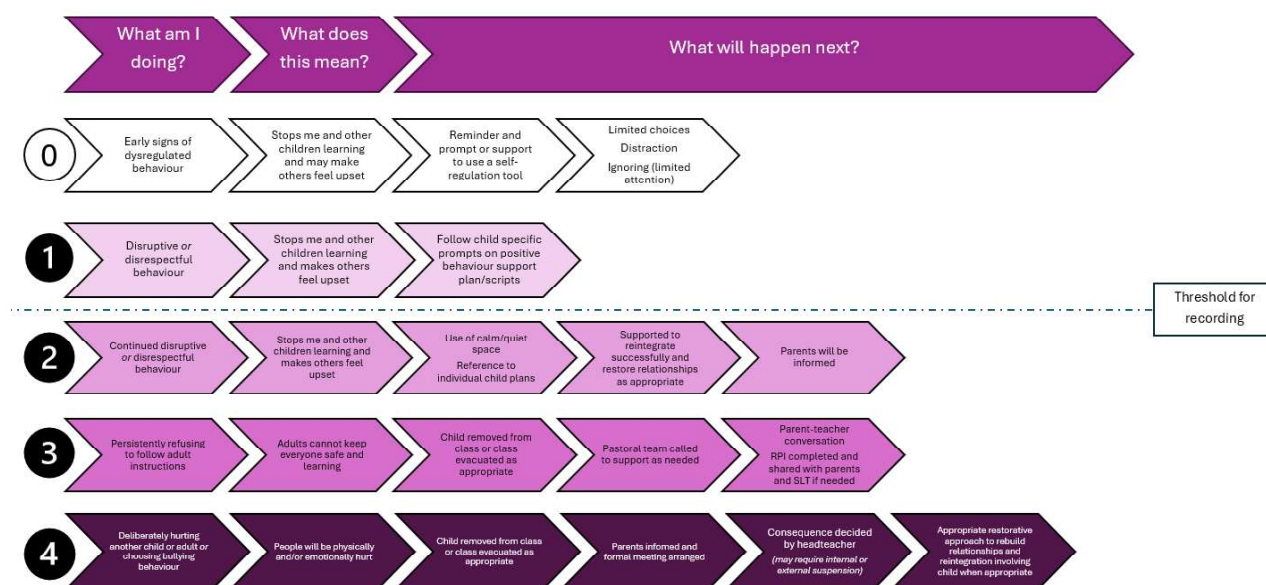 What am I
doing?
What does
this mean?
What will happen next?
0
Early signs of
dysregulated
behaviour
Stops me and other
children learning
and may make
others feel upset
Reminder and
prompt or support
to use a self-
regulation tool
Limited choices
Distraction
Ignoring (limited
attention)
1
Disruptive or
disrespectful
behaviour
Stops me and other
children learning
and makes others
feel upset
Follow child specific
prompts on positive
behaviour support
plan/scripts
Threshold for
recording
2
Continued disruptive
or disrespectful
behaviour
Stops me and other
children learning and
makes others feel
upset
Use of calm/quiet
space
Reference to
individual child plans
Supported to
reintegrate
successfully and
restore relationships
as appropriate
Parents will be
informed
3
Persistently refusing
to follow adult
instructions
Adults cannot keep
everyone safe and
learning
Child removed from
class or class
evacuated as
appropriate
Pastoral team called
to support as needed
Parent-teacher
conversation
RPI completed and
shared with parents
and SLT if needed
4
Deliberately hurting
another child or adult or
choosing bullying
behaviour
People will be physically
and/or emotionally hurt
Child removed from class
or class evacuated as
appropriate
Parents infomed and
formal meeting arranged
Consequence decided
by headteacher
(may require internal or
external suspension)
Appropriate restorative
approach to rebuild
relationships and
reintegration involving
child when appropriate